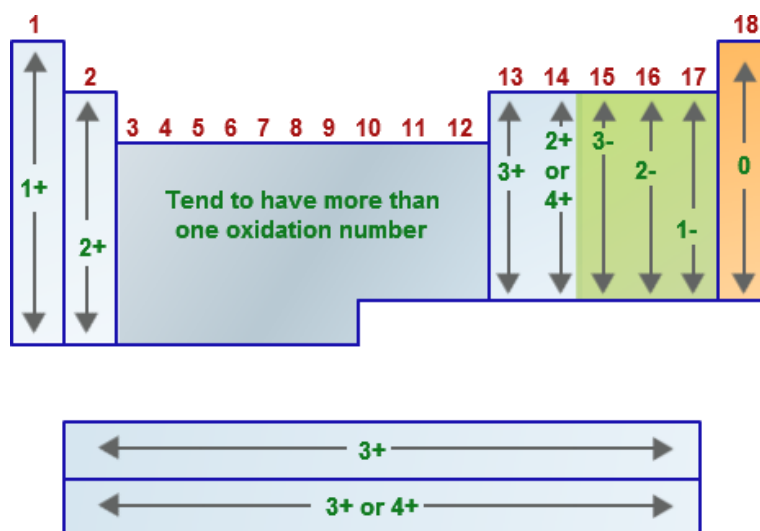 1
18
2
13 14 15 16 17
3 4 5 6 7 8 9 10 11 12
2+
or
4+
3-
3+
2-
0
1+
Tend to have more than
one oxidation number
1-
2+
3+
3+ or 4+